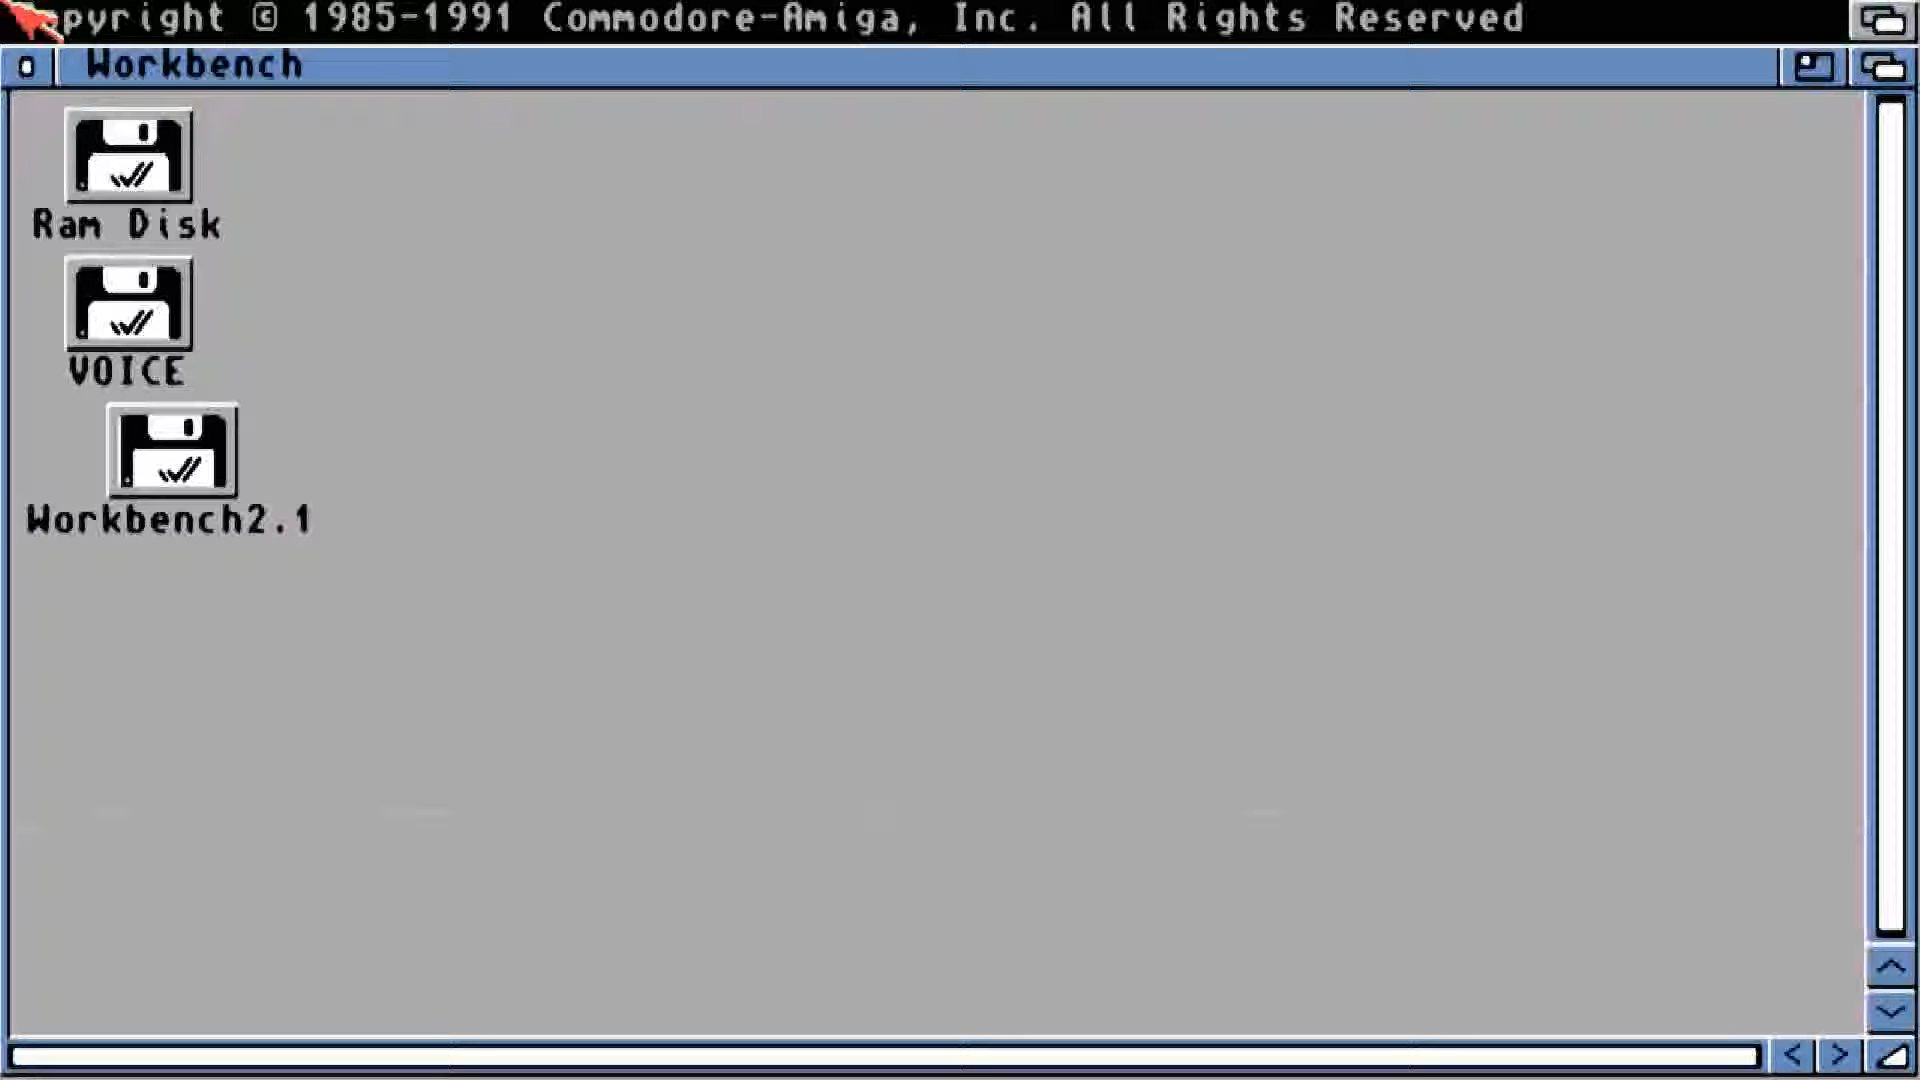 pyright © 1985-1991 Commodore-Amiga, Inc. All Rights Reserved
Workbench
Ram Disk
VOICE
Workbench2.1